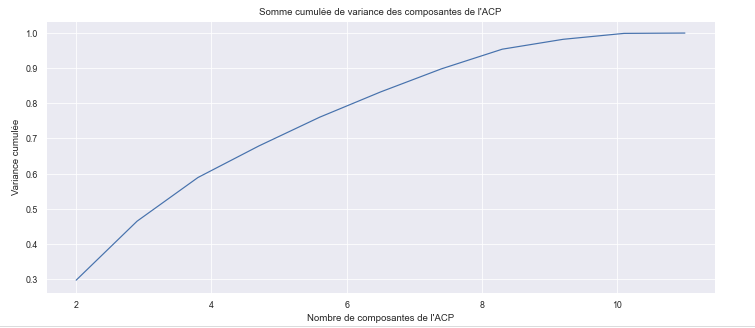 Somme cumulée de variance des composantes de l'ACP
1.0
0.9
0.8
0.7
0.6
0.5
0.4
0.3
Variance cumulée
2 4 6 8 10
Nombre de composantes de l'ACP